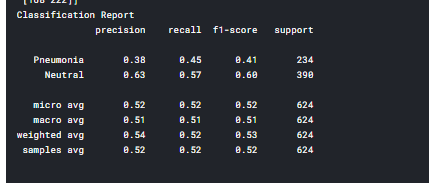 [168 222]]
Classification Report
precision recall f1-score support
Pneumonia 0.38 0.45 0.41 234
Neutral 0.63 0.57 0.60 390
micro avg 0.52 0.52 0.52 624
macro avg 0.51 0.51 0.51 624
weighted avg 0.54 0.52 0.53 624
samples avg 0.52 0.52 0.52 624